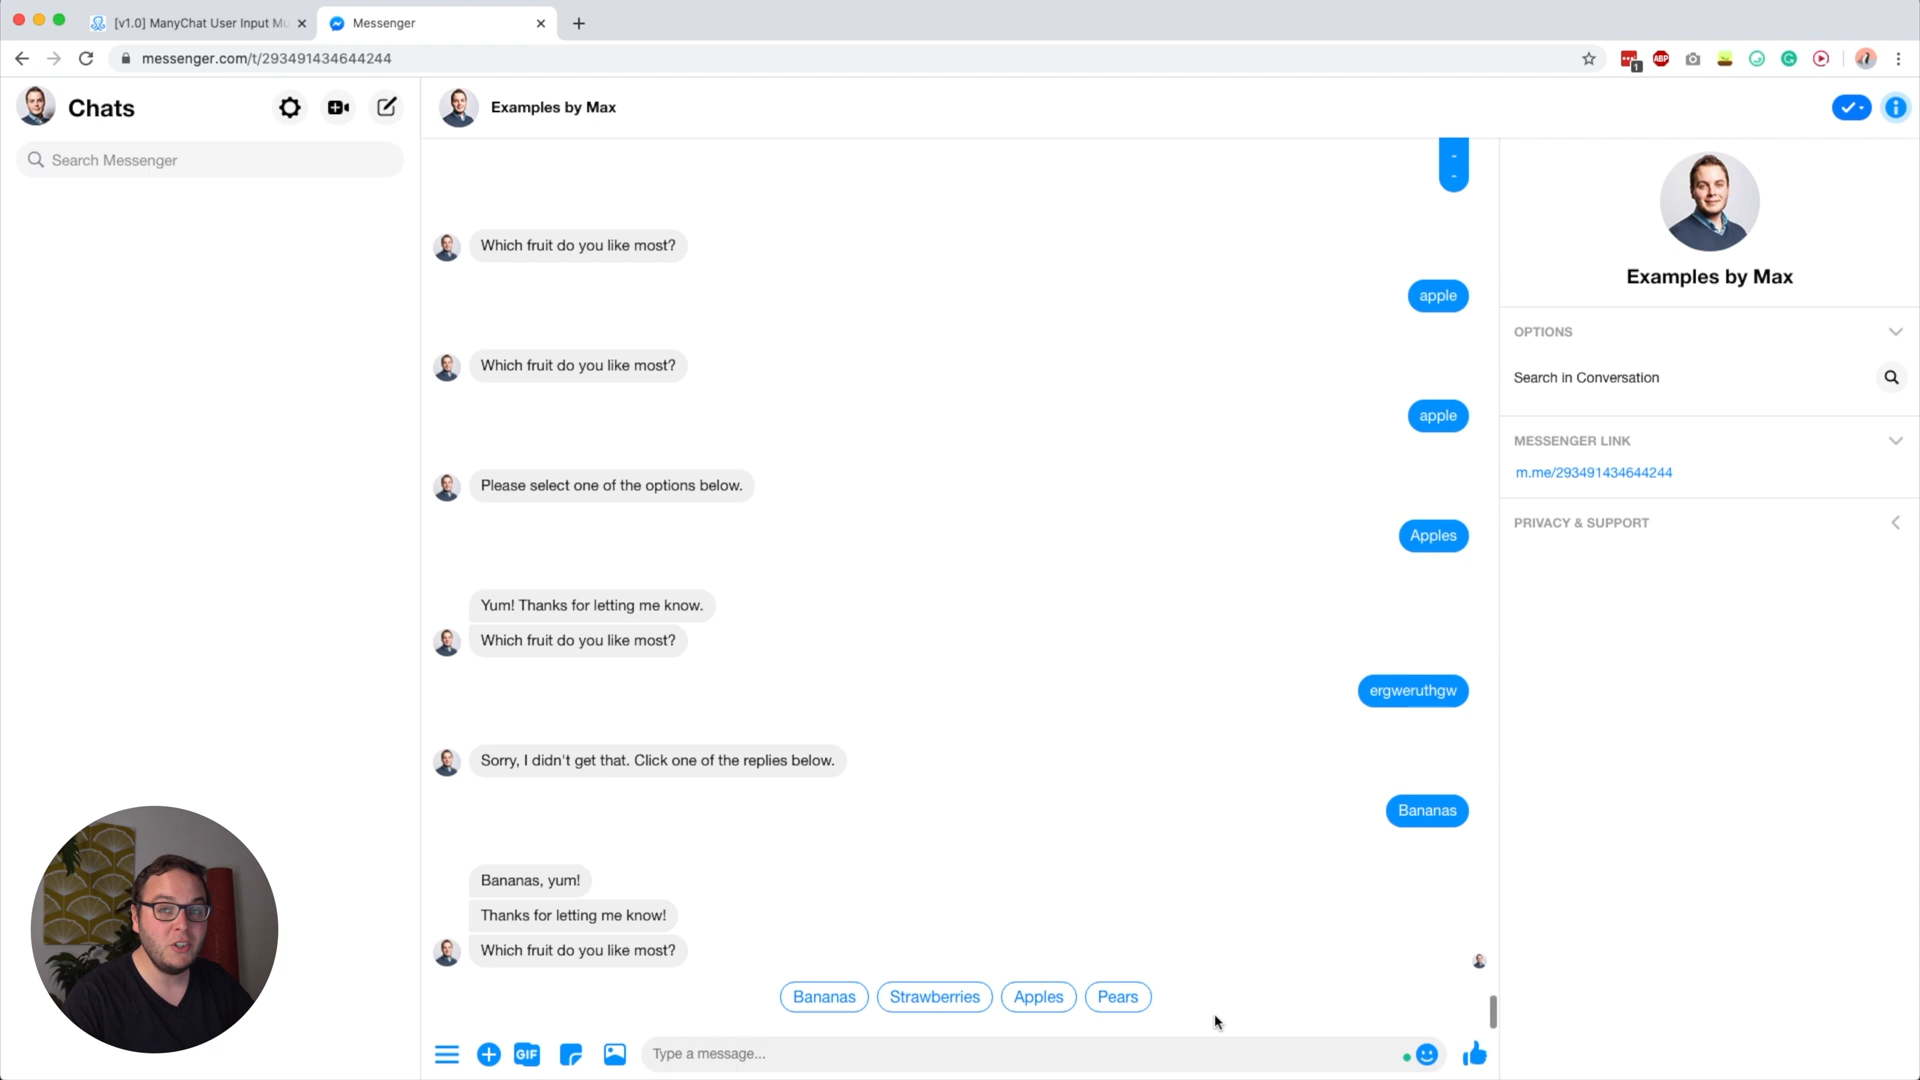 [v1.0] ManyChat User Input Mu
Messenger
messenger.com/t/293491434644244
1
ABP
Chats
Search Messenger
Examples by Max
-
-
Which fruit do you like most?
apple
Which fruit do you like most?
apple
Please select one of the options below.
Apples
Yum! Thanks for letting me know.
Which fruit do you like most?
ergweruthgw
Sorry, I didn't get that. Click one of the replies below.
Bananas
Bananas, yum!
Thanks for letting me know!
Which fruit do you like most?
Bananas
Strawberries
Apples
Pears
GIF
Type a message...
Examples by Max
OPTIONS
Search in Conversation
MESSENGER LINK
m.me/293491434644244
PRIVACY & SUPPORT